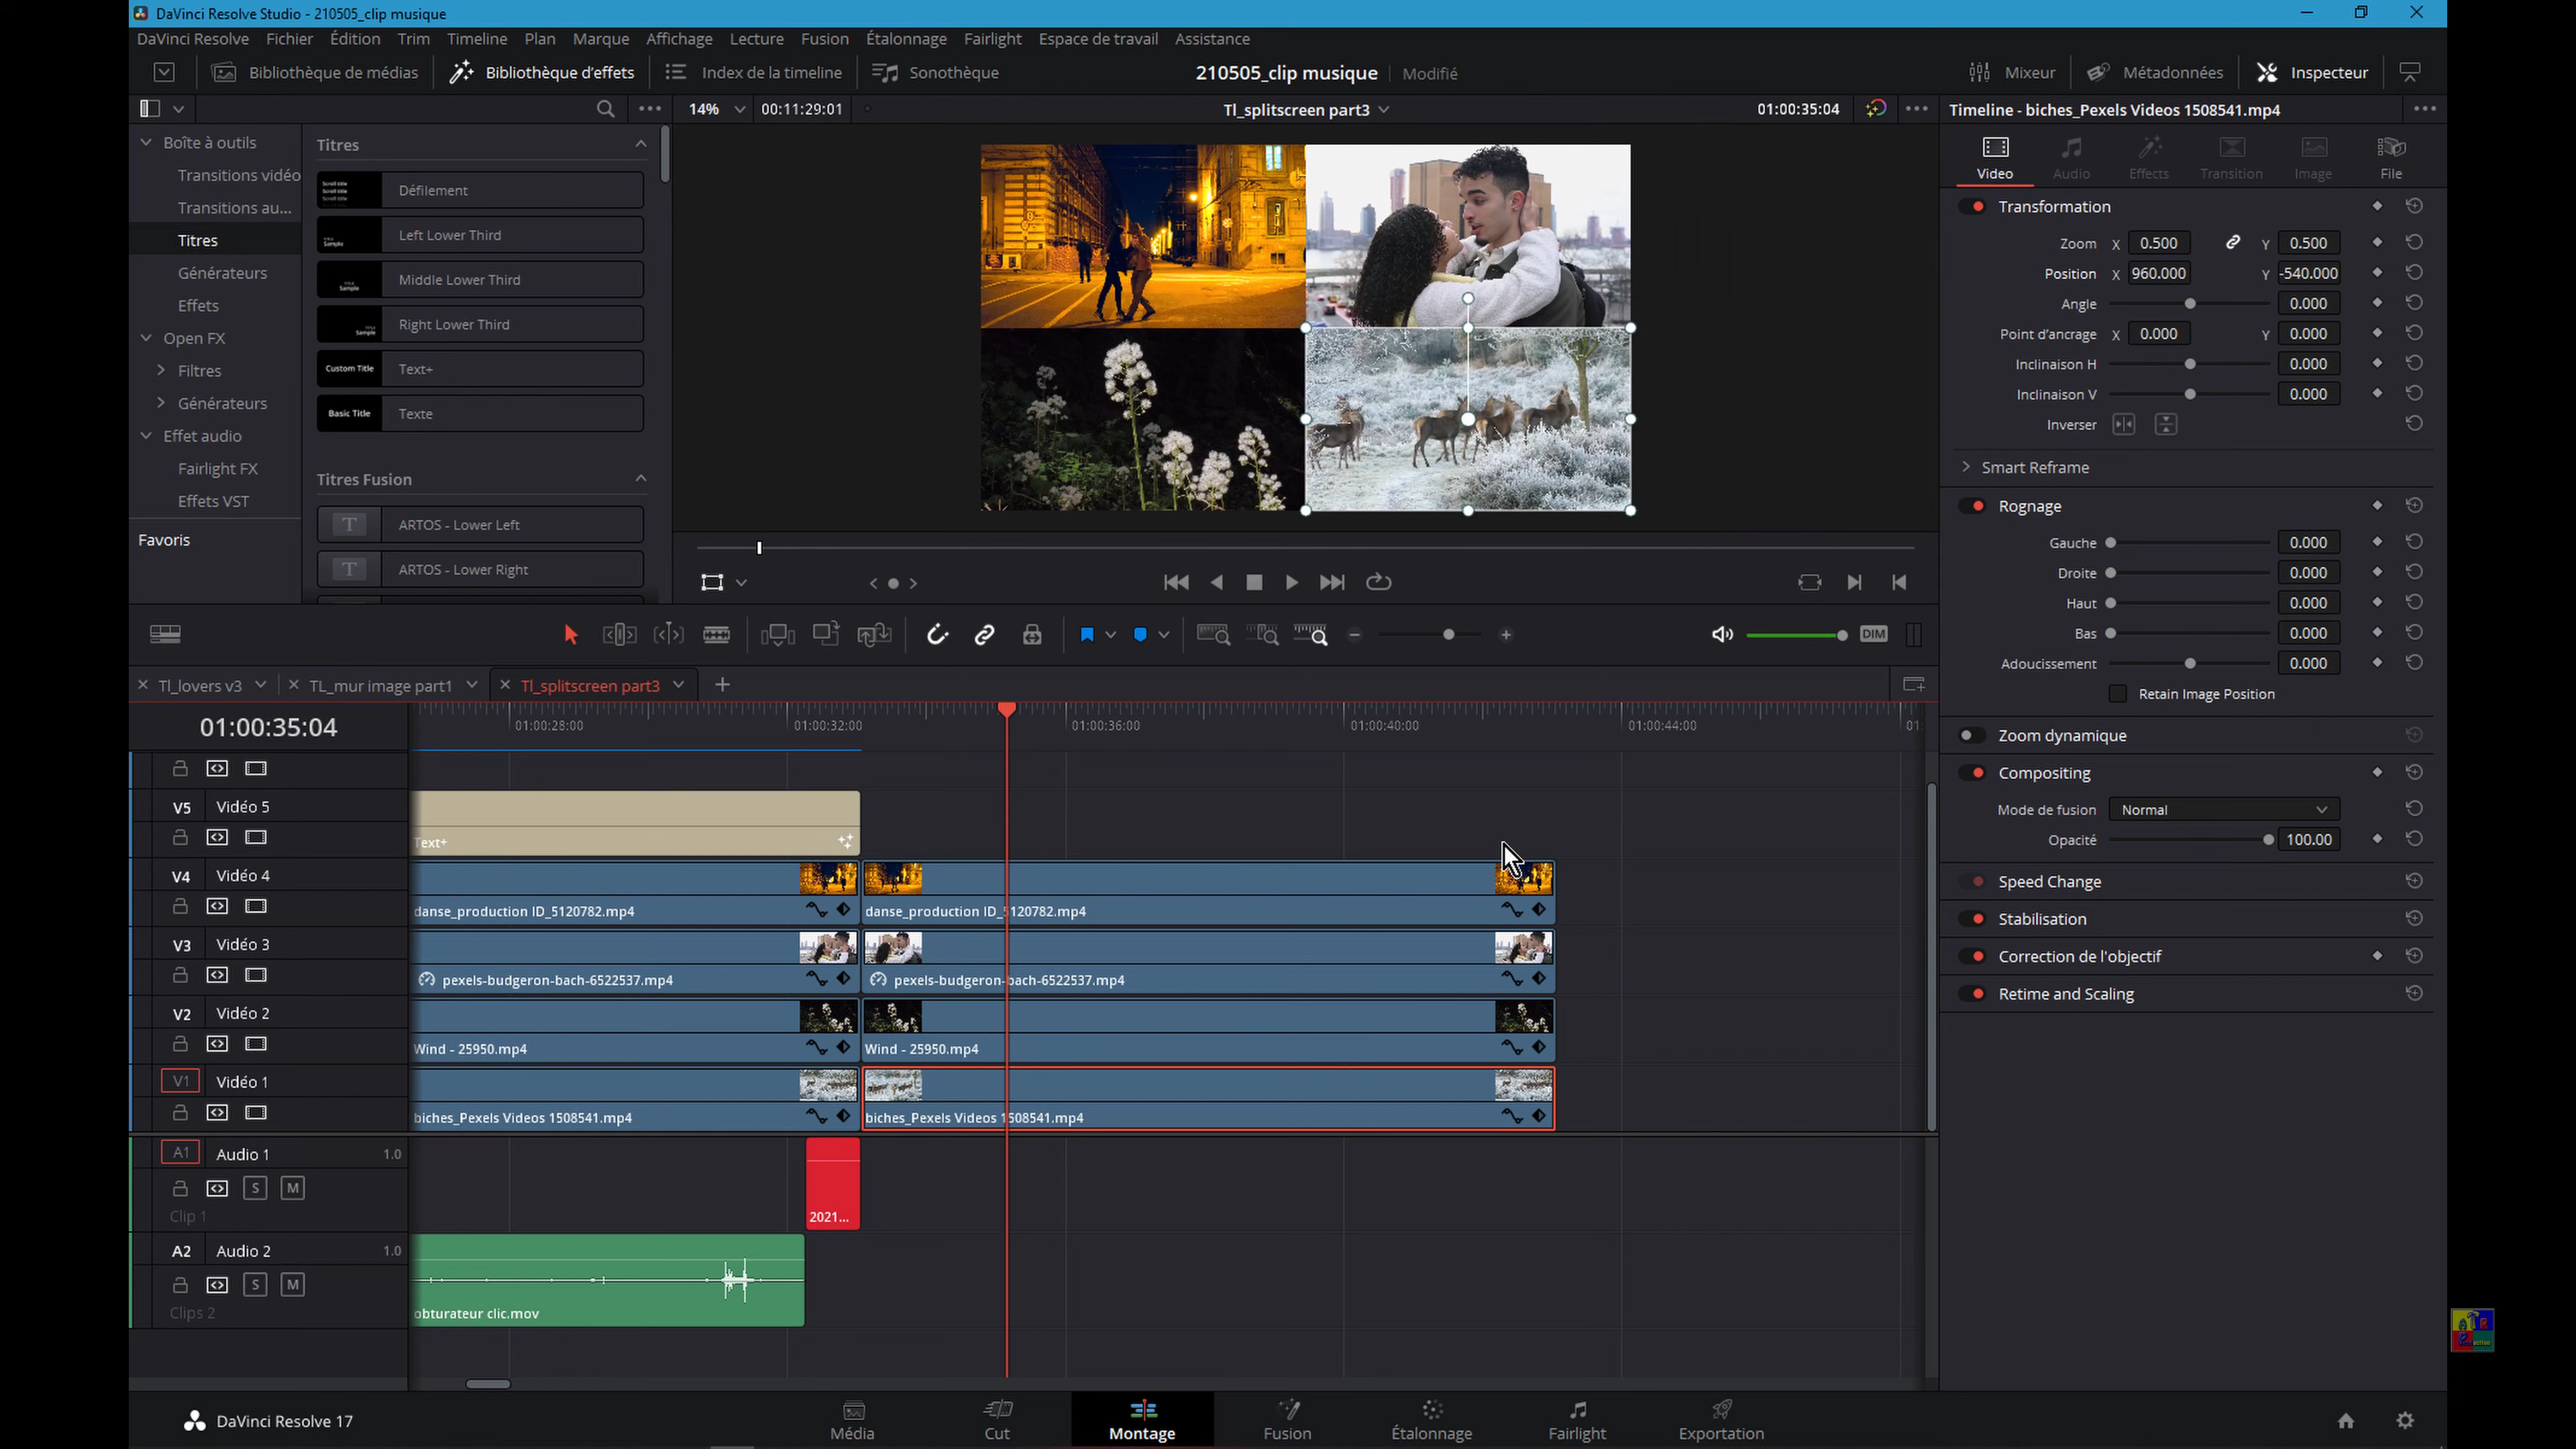 DaVinci Resolve Studio - 210505_clip musique
DaVinci Resolve Fichier Édition Trim Timeline Plan Marque Affichage Lecture Fusion Étalonnage Fairlight Espace de travail Assistance
Bibliothèque de médias Bibliothèque d'effets Index de la timeline Sonothèque 210505_clip musique Modifié Mixeur Métadonnées Inspecteur
14% 00:11:29:01 Tl_splitscreen part3 01:00:35:04 Timeline - biches_Pexels Videos 1508541.mp4
Boîte à outils
Transitions vidéo
Transitions au...
Titres
Générateurs
Effets
Open FX
Filtres
Générateurs
Effet audio
Fairlight FX
Effets VST
Favoris
Titres
Défilement
Left Lower Third
Middle Lower Third
Right Lower Third
Custom Title Text+
Basic Title Texte
Titres Fusion
T ARTOS - Lower Left
T ARTOS - Lower Right
Video Audio Effects Transition Image File
Transformation
Zoom X 0.500 Y 0.500
Position X 960.000 Y -540.000
Angle 0.000
Point d'ancrage X 0.000 Y 0.000
Inclinaison H 0.000
Inclinaison V 0.000
Inverser
Smart Reframe
Rognage
Gauche 0.000
Droite 0.000
Haut 0.000
Bas 0.000
Adoucissement 0.000
Retain Image Position
Zoom dynamique
Compositing
Mode de fusion Normal
Opacité 100.00
Speed Change
Stabilisation
Correction de l'objectif
Retime and Scaling
DIM
Tl_lovers v3 TL_mur image part1 Tl_splitscreen part3
01:00:35:04 01:00:28:00 01:00:32:00 01:00:36:00 01:00:40:00 01:00:44:00
V5 Vidéo 5
Text+
V4 Vidéo 4
danse_production ID_5120782.mp4 danse_production ID_5120782.mp4
V3 Vidéo 3
pexels-budgeron-bach-6522537.mp4 pexels-budgeron-bach-6522537.mp4
V2 Vidéo 2
Wind - 25950.mp4 Wind - 25950.mp4
V1 Vidéo 1
biches_Pexels Videos 1508541.mp4 biches_Pexels Videos 1508541.mp4
A1 Audio 1 1.0
S M
Clip 1 2021...
A2 Audio 2 1.0
S M
Clips 2 obturateur clic.mov
DaVinci Resolve 17 Média Cut Montage Fusion Étalonnage Fairlight Exportation